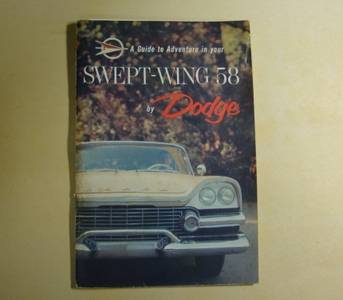 A Guide to Adventure in your
SWEPT-WING 58
by Dodge